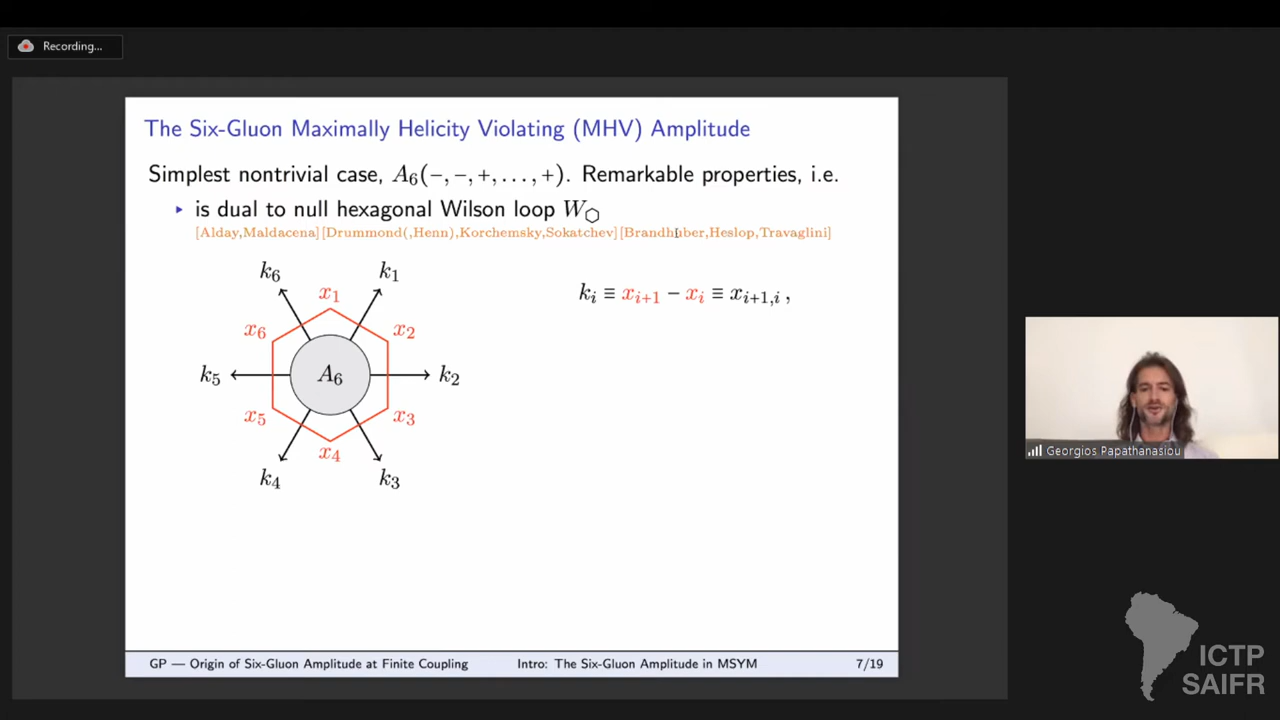 Recording...
The Six-Gluon Maximally Helicity Violating (MHV) Amplitude
Simplest nontrivial case, A₆(−,−,+,…,+). Remarkable properties, i.e.
▸ is dual to null hexagonal Wilson loop W⬡
[Alday,Maldacena][Drummond(,Henn),Korchemsky,Sokatchev][Brandhuber,Heslop,Travaglini]
k₆ k₁
x₁
kᵢ ≡ xᵢ₊₁ − xᵢ ≡ xᵢ₊₁,ᵢ ,
x₆ x₂
k₅ A₆ k₂
x₅ x₃
x₄
k₄ k₃
Georgios Papathanasiou
GP — Origin of Six-Gluon Amplitude at Finite Coupling Intro: The Six-Gluon Amplitude in MSYM 7/19
ICTP
SAIFR